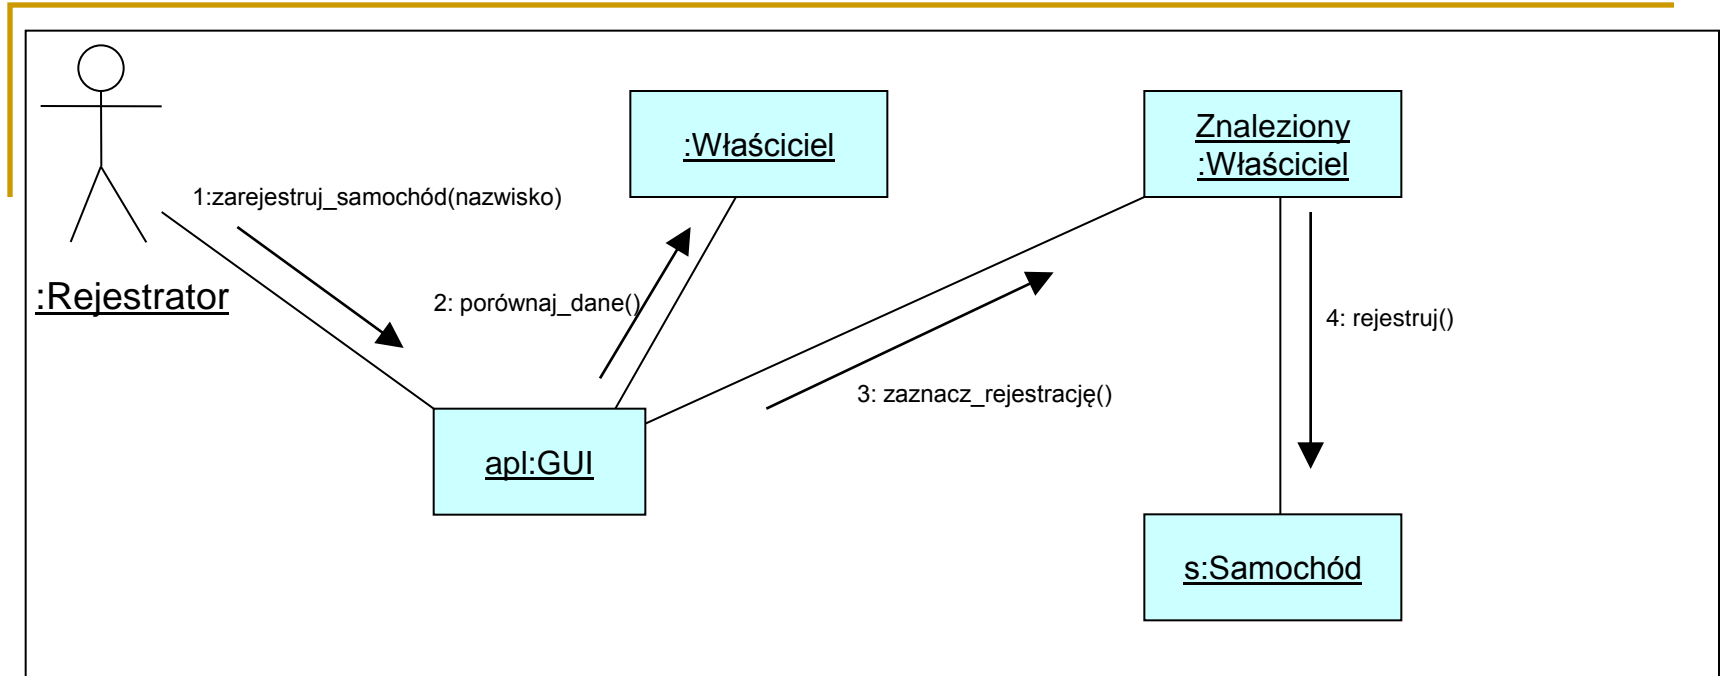 :Właściciel
Znaleziony
:Właściciel
1:zarejestruj_samochód(nazwisko)
:Rejestrator
2: porównaj_dane()
4: rejestruj()
3: zaznacz_rejestrację()
apl:GUI
s:Samochód